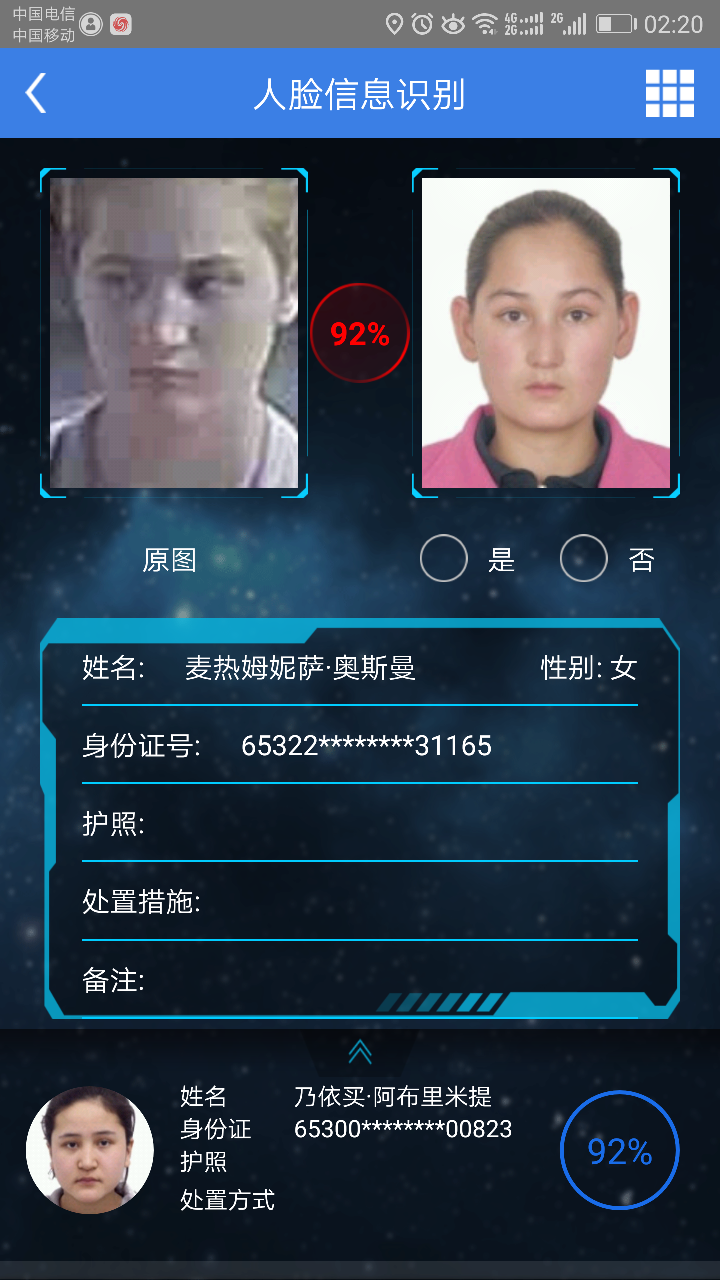 中国电信
中国移动
4G 2G 2G 02:20
人脸信息识别
92%
原图 是 否
姓名: 麦热姆妮萨·奥斯曼 性别: 女
身份证号: 65322********31165
护照:
处置措施:
备注:
姓名 乃依买·阿布里米提
身份证 65300********00823
护照
处置方式
92%